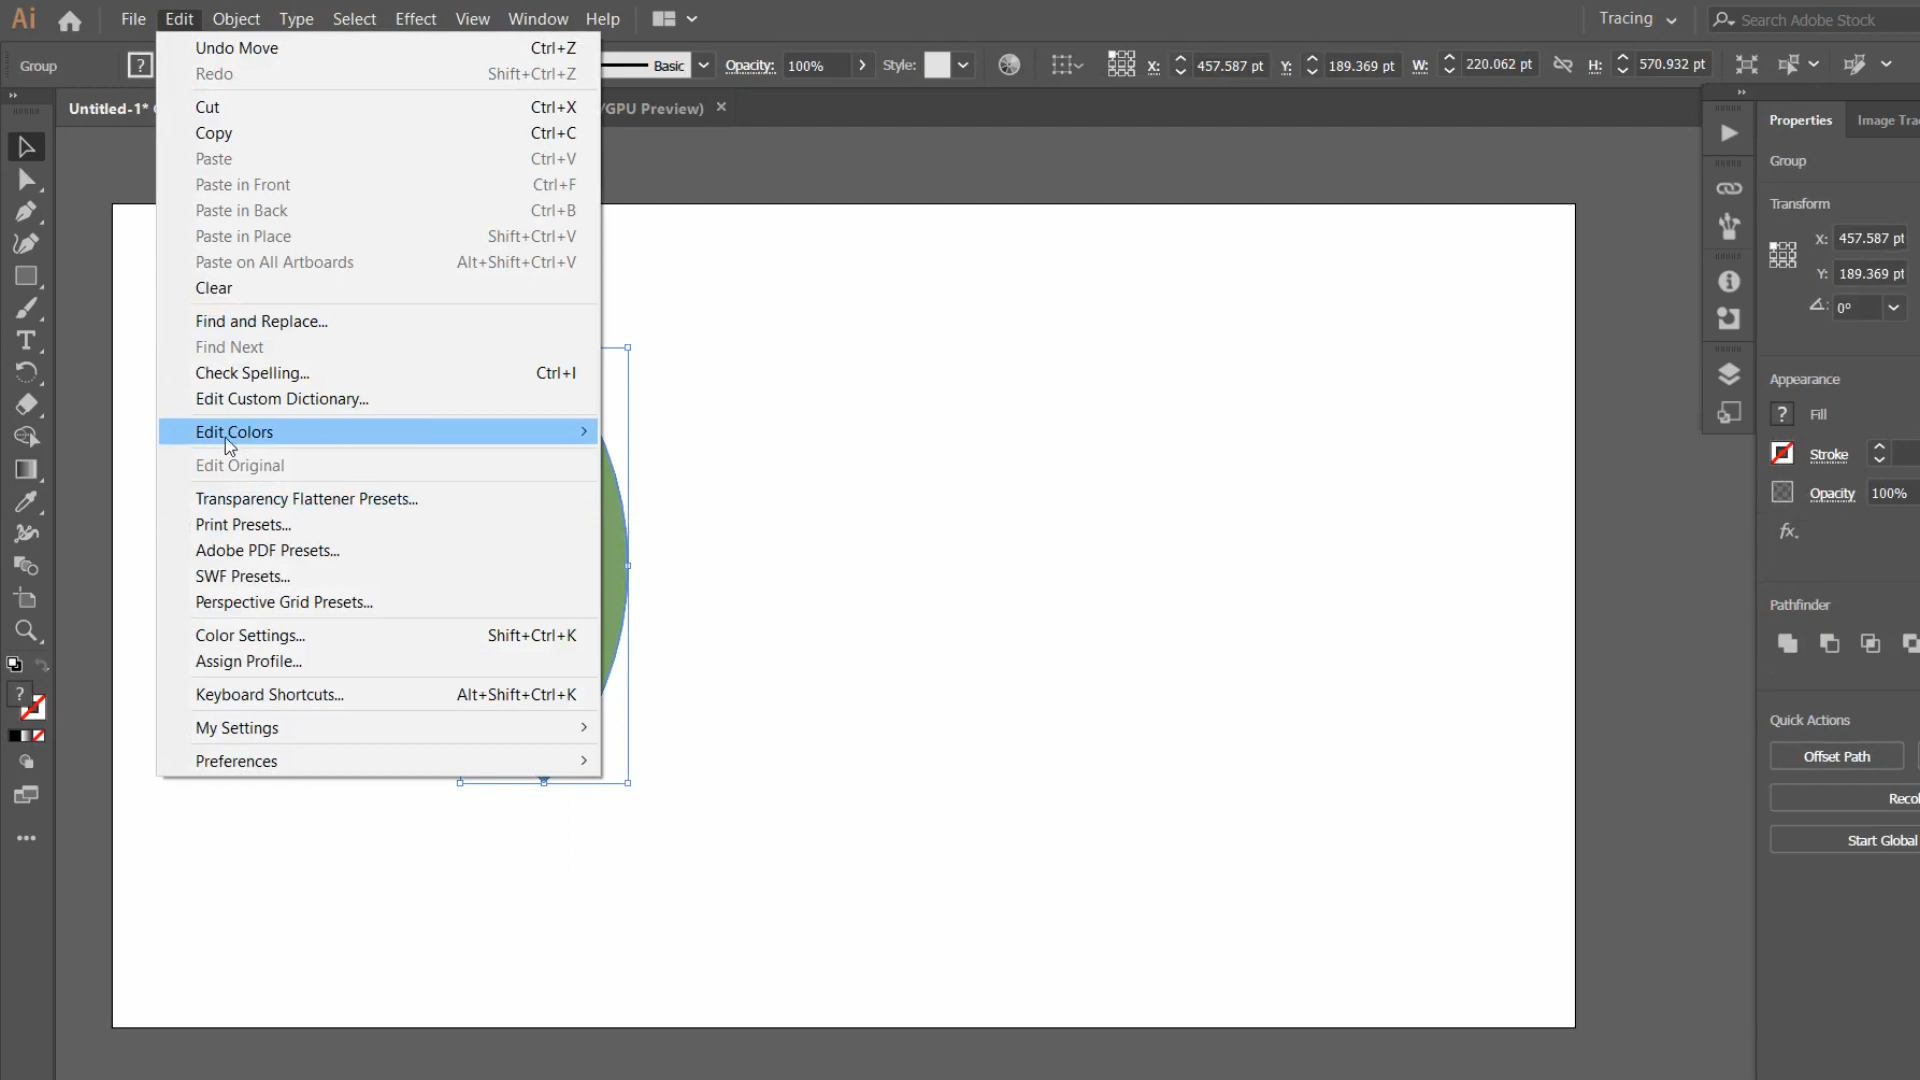 Ai File Edit Object Type Select Effect View Window Help Tracing Search Adobe Stock
Group ? Basic Opacity: 100% Style: X: 457.587 pt Y: 189.369 pt W: 220.062 pt H: 570.932 pt
Untitled-1* /GPU Preview) ×
Undo Move Ctrl+Z
Redo Shift+Ctrl+Z
Cut Ctrl+X
Copy Ctrl+C
Paste Ctrl+V
Paste in Front Ctrl+F
Paste in Back Ctrl+B
Paste in Place Shift+Ctrl+V
Paste on All Artboards Alt+Shift+Ctrl+V
Clear
Find and Replace...
Find Next
Check Spelling... Ctrl+I
Edit Custom Dictionary...
Edit Colors
Edit Original
Transparency Flattener Presets...
Print Presets...
Adobe PDF Presets...
SWF Presets...
Perspective Grid Presets...
Color Settings... Shift+Ctrl+K
Assign Profile...
Keyboard Shortcuts... Alt+Shift+Ctrl+K
My Settings
Preferences
?
Properties Image Tra
Group
Transform
X: 457.587 pt
Y: 189.369 pt
0°
Appearance
? Fill
Stroke
Opacity 100%
fx.
Pathfinder
Quick Actions
Offset Path
Recol
Start Global